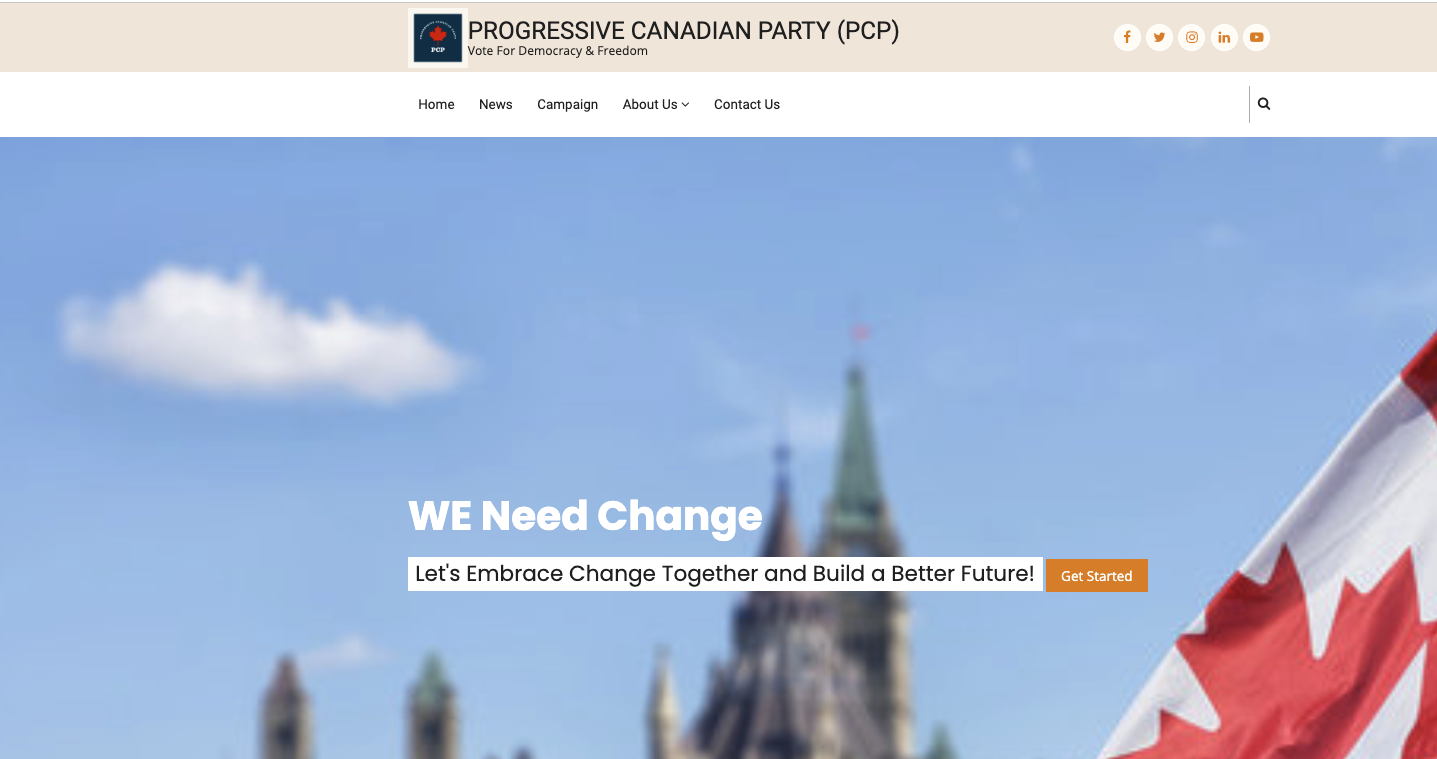 PROGRESSIVE CANADIAN PARTY (PCP)
Vote For Democracy & Freedom
PCP
Home News Campaign About Us Contact Us
WE Need Change
Let's Embrace Change Together and Build a Better Future!
Get Started